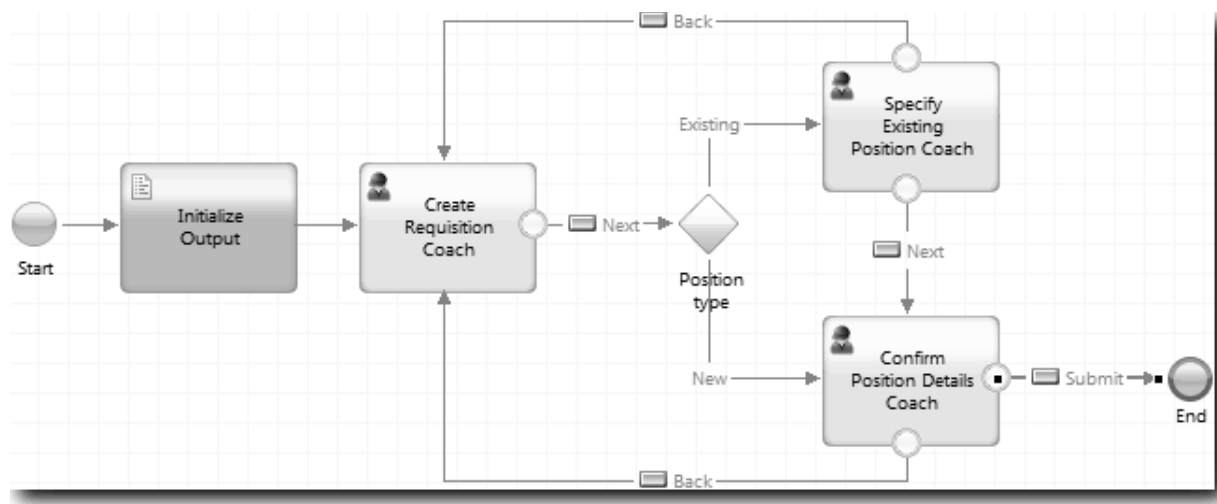 Back
Specify
Existing
Position Coach
Existing
Initialize
Output
Create
Requisition
Coach
Next
Start
Next
Position
type
Confirm
Position Details
Coach
New
Submit
End
Back